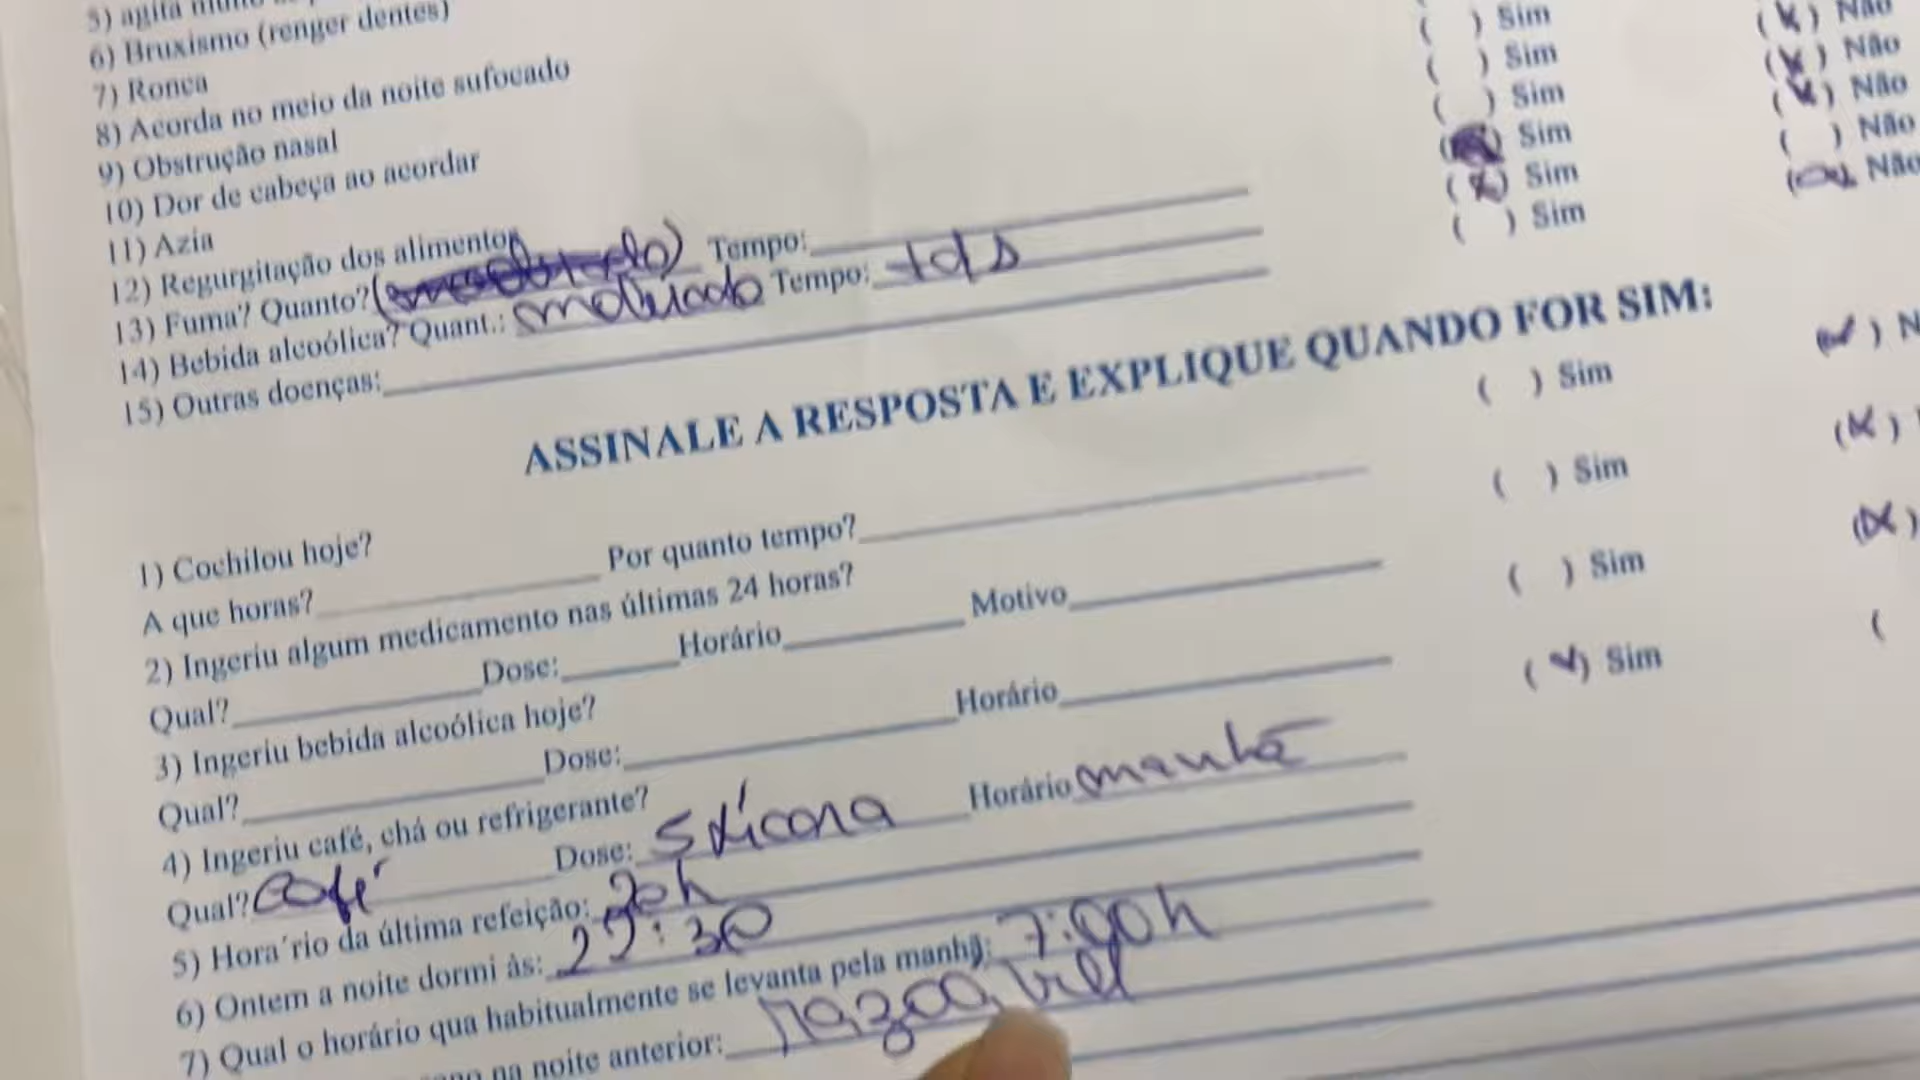 5) agita
6) Bruxismo (renger dentes) ( ) Sim (X) Não
7) Ronca ( ) Sim (X) Não
8) Acorda no meio da noite sufocado ( ) Sim (X) Não
9) Obstrução nasal ( ) Sim ( ) Não
10) Dor de cabeça ao acordar (X) Sim Não
11) Azia ( ) Sim
12) Regurgitação dos alimentos
13) Fuma? Quanto? Tempo:
14) Bebida alcoólica? Quant.: Tempo:
15) Outras doenças:
ASSINALE A RESPOSTA E EXPLIQUE QUANDO FOR SIM:
1) Cochilou hoje? ( ) Sim
A que horas? Por quanto tempo?
2) Ingeriu algum medicamento nas últimas 24 horas? ( ) Sim (X)
Qual? Dose: Horário Motivo
3) Ingeriu bebida alcoólica hoje? ( ) Sim (X)
Qual? Dose: Horário
4) Ingeriu café, chá ou refrigerante? (X) Sim (
Qual? café Dose: Horário manhã
5) Hora´rio da última refeição: 20h
6) Ontem a noite dormi às: 22:30
7) Qual o horário qua habitualmente se levanta pela manhã: 7:00h
na noite anterior: razoável